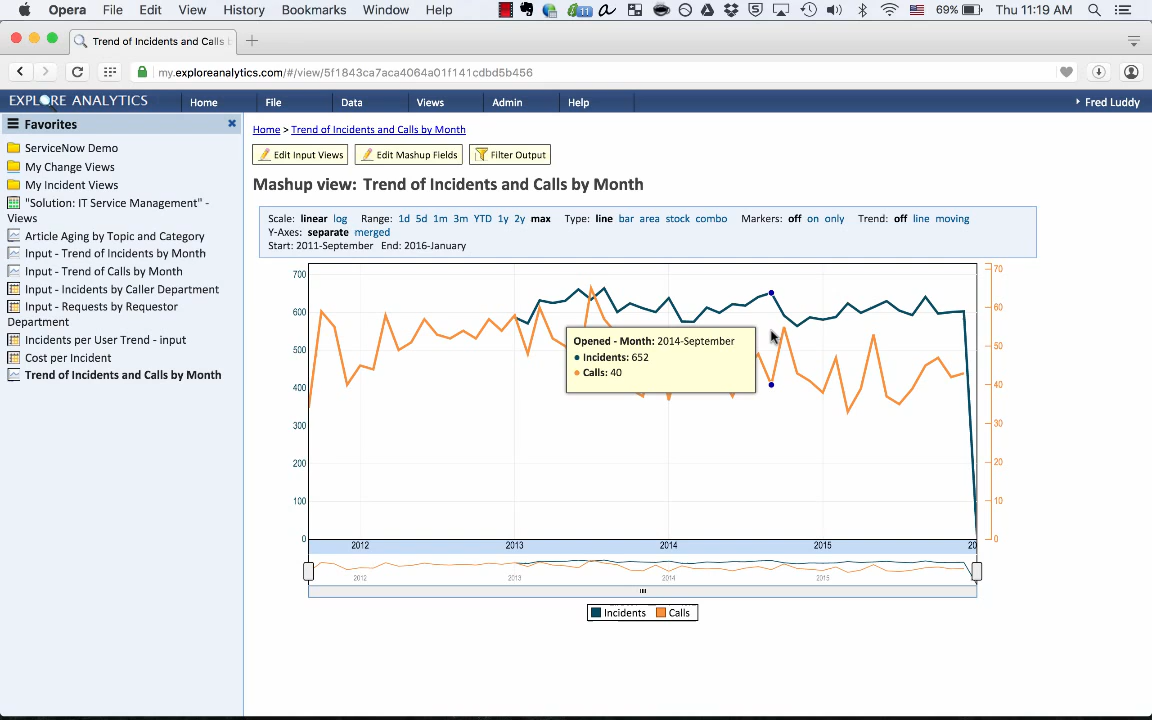 Opera File Edit View History Bookmarks Window Help 11 69% Thu 11:19 AM
Trend of Incidents and Calls
my.exploreanalytics.com/#/view/5f1843ca7aca4064a01f141cdbd5b456
EXPLORE ANALYTICS Home File Data Views Admin Help Fred Luddy
Favorites
ServiceNow Demo
My Change Views
My Incident Views
"Solution: IT Service Management" -
Views
Article Aging by Topic and Category
Input - Trend of Incidents by Month
Input - Trend of Calls by Month
Input - Incidents by Caller Department
Input - Requests by Requestor
Department
Incidents per User Trend - input
Cost per Incident
Trend of Incidents and Calls by Month
Home > Trend of Incidents and Calls by Month
Edit Input Views Edit Mashup Fields Filter Output
Mashup view: Trend of Incidents and Calls by Month
Scale: linear log Range: 1d 5d 1m 3m YTD 1y 2y max Type: line bar area stock combo Markers: off on only Trend: off line moving
Y-Axes: separate merged
Start: 2011-September End: 2016-January
700 70
600 60
500 50
400 40
300 30
200 20
100 10
0 0
Opened - Month: 2014-September
Incidents: 652
Calls: 40
2012 2013 2014 2015 20
2012 2013 2014 2015
Incidents Calls